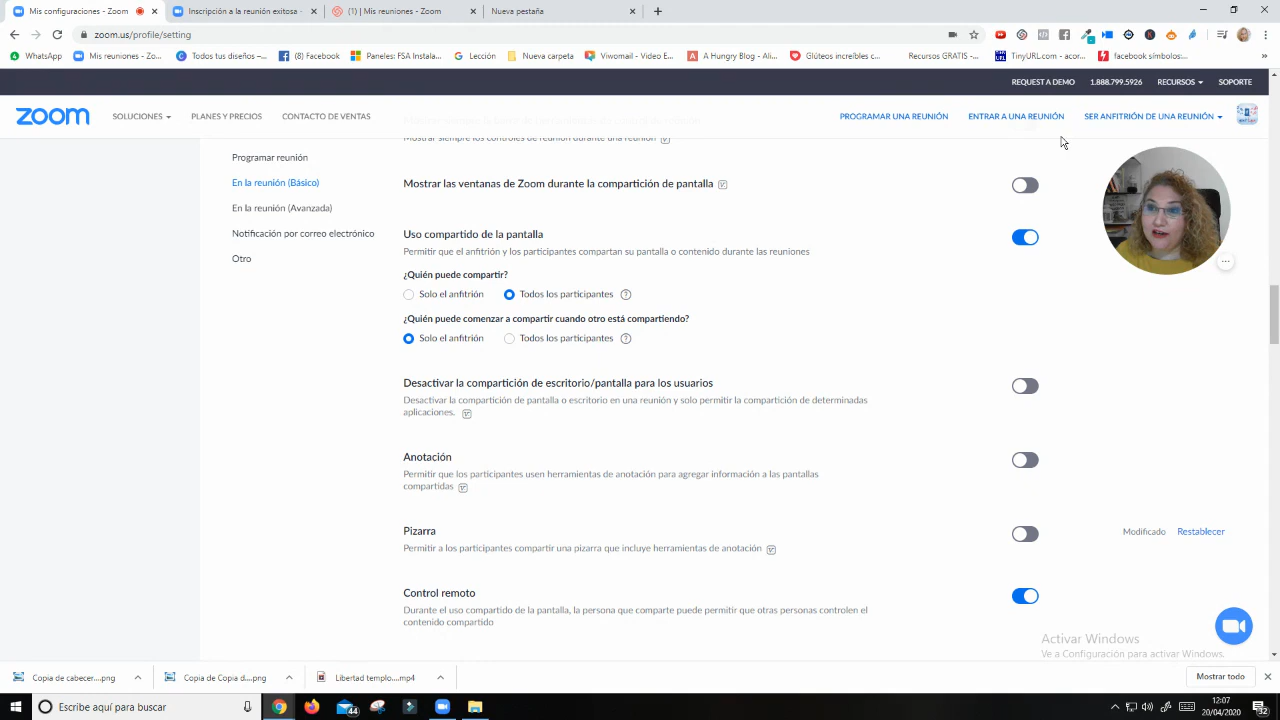 Mis configuraciones - Zoom
Inscripción a la reunión exitosa -
(1) | Mis reuniones - Zoom
Nueva pestaña
zoom.us/profile/setting
WhatsApp
Mis reuniones - Zo...
Todos tus diseños –...
(8) Facebook
Paneles: FSA Instala...
Lección
Nueva carpeta
Vivomail - Video E...
A Hungry Blog - Ali...
Glúteos increíbles c...
Recursos GRATIS –...
TinyURL.com - acor...
facebook símbolos:...
REQUEST A DEMO
1.888.799.5926
RECURSOS
SOPORTE
zoom
SOLUCIONES
PLANES Y PRECIOS
CONTACTO DE VENTAS
PROGRAMAR UNA REUNIÓN
ENTRAR A UNA REUNIÓN
SER ANFITRIÓN DE UNA REUNIÓN
Mostrar siempre los controles de reunión durante una reunión
Programar reunión
En la reunión (Básico)
En la reunión (Avanzada)
Notificación por correo electrónico
Otro
Mostrar las ventanas de Zoom durante la compartición de pantalla
Uso compartido de la pantalla
Permitir que el anfitrión y los participantes compartan su pantalla o contenido durante las reuniones
¿Quién puede compartir?
Solo el anfitrión
Todos los participantes
¿Quién puede comenzar a compartir cuando otro está compartiendo?
Solo el anfitrión
Todos los participantes
Desactivar la compartición de escritorio/pantalla para los usuarios
Desactivar la compartición de pantalla o escritorio en una reunión y solo permitir la compartición de determinadas
aplicaciones.
Anotación
Permitir que los participantes usen herramientas de anotación para agregar información a las pantallas
compartidas
Pizarra
Modificado
Restablecer
Permitir a los participantes compartir una pizarra que incluye herramientas de anotación
Control remoto
Durante el uso compartido de la pantalla, la persona que comparte puede permitir que otras personas controlen el
contenido compartido
Activar Windows
Ve a Configuración para activar Windows.
Copia de cabecer....png
Copia de Copia d....png
Libertad templo....mp4
Mostrar todo
Escribe aquí para buscar
44
12:07
20/04/2020
32